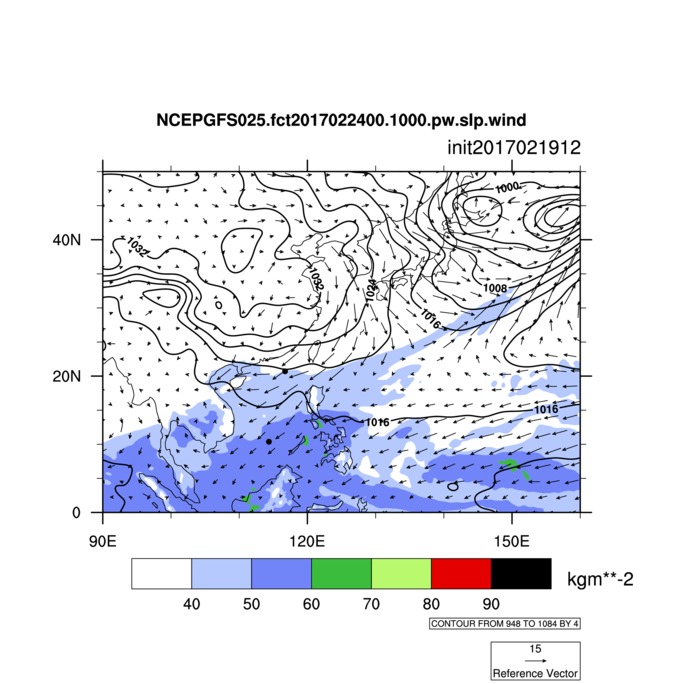 NCEPGFS025.fct2017022400.1000.pw.slp.wind
init2017021912
1000
40N
1032
1032
1024
1008
1016
20N
1016
1016
0
90E 120E 150E
kgm**-2
40 50 60 70 80 90
CONTOUR FROM 948 TO 1084 BY 4
15
Reference Vector